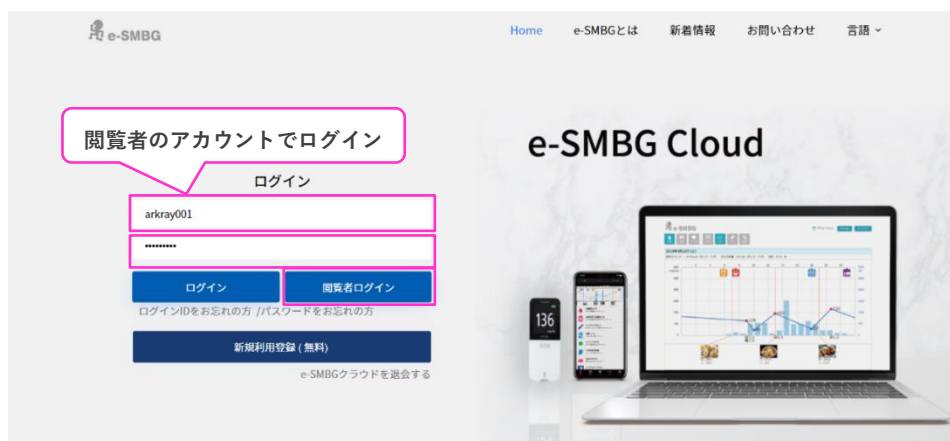 e-SMBG
Home e-SMBGとは 新着情報 お問い合わせ 言語
閲覧者のアカウントでログイン
e-SMBG Cloud
ログイン
arkray001
•••••••••
ログイン 閲覧者ログイン
ログインIDをお忘れの方 /パスワードをお忘れの方
新規利用登録 ( 無料)
e-SMBGクラウドを退会する
136
e-SMBG